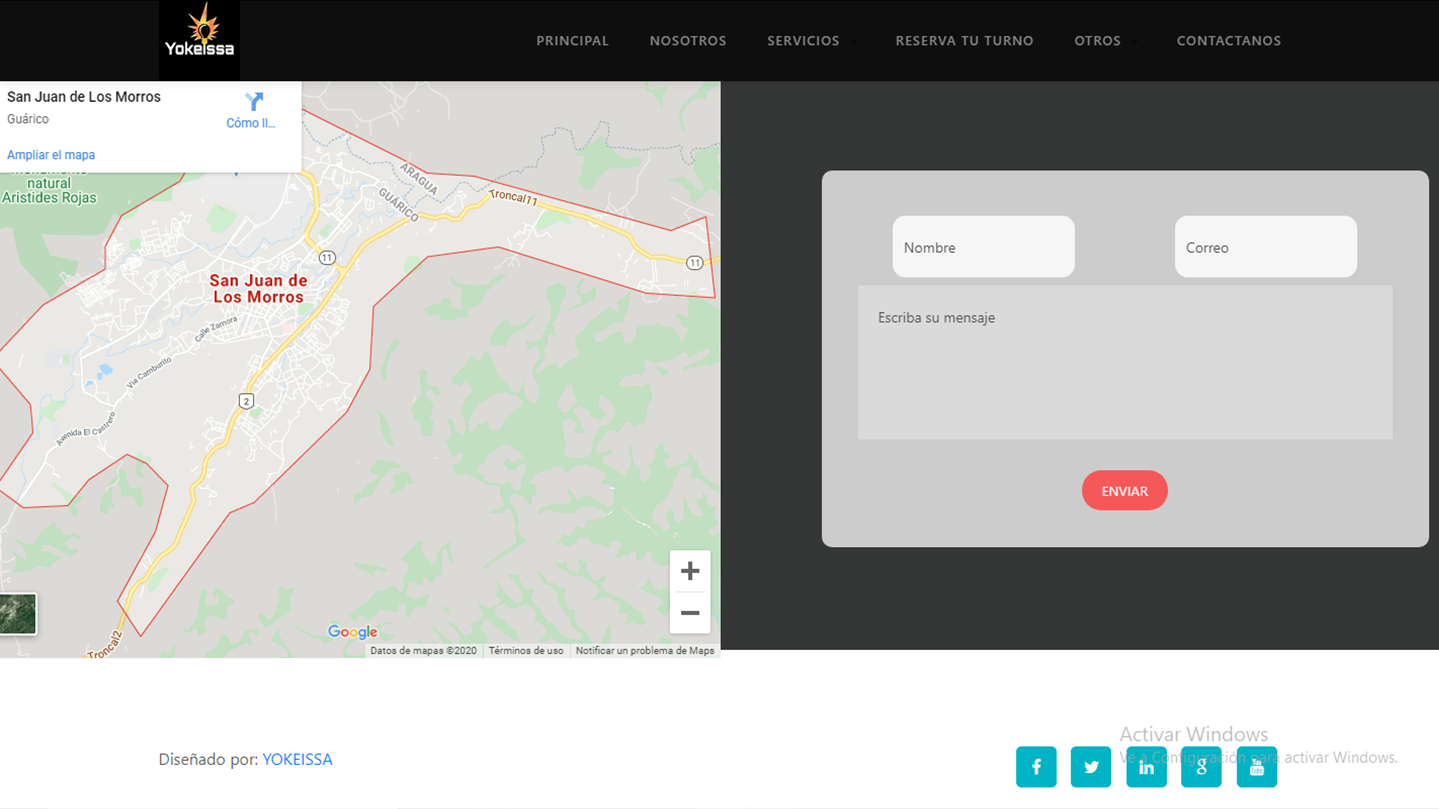 Yokeissa
PRINCIPAL NOSOTROS SERVICIOS RESERVA TU TURNO OTROS CONTACTANOS
San Juan de Los Morros
Guárico
Cómo ll...
Ampliar el mapa
natural
Aristides Rojas
ARAGUA
GUÁRICO
Troncal11
11
11
San Juan de
Los Morros
Calle Zamora
Via Camburito
2
Avenida El Castrero
Troncal2
Google
Datos de mapas ©2020 Términos de uso Notificar un problema de Maps
Nombre
Correo
Escriba su mensaje
ENVIAR
Diseñado por: YOKEISSA
Activar Windows
Ve a Configuración para activar Windows.